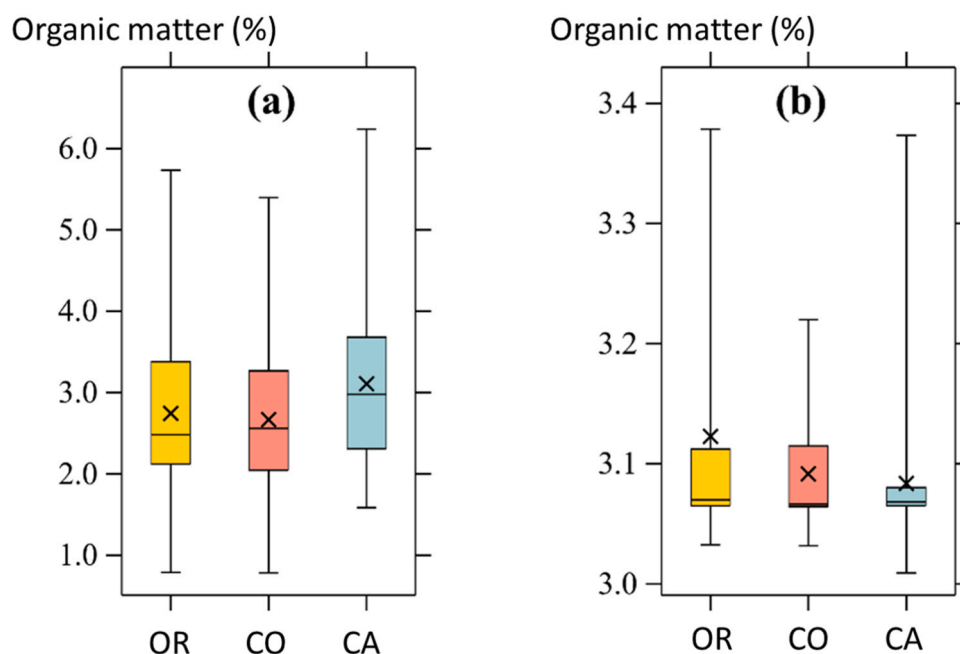 Organic matter (%)
(a)
6.0
5.0
4.0
3.0
2.0
1.0
OR CO CA
Organic matter (%)
(b)
3.4
3.3
3.2
3.1
3.0
OR CO CA